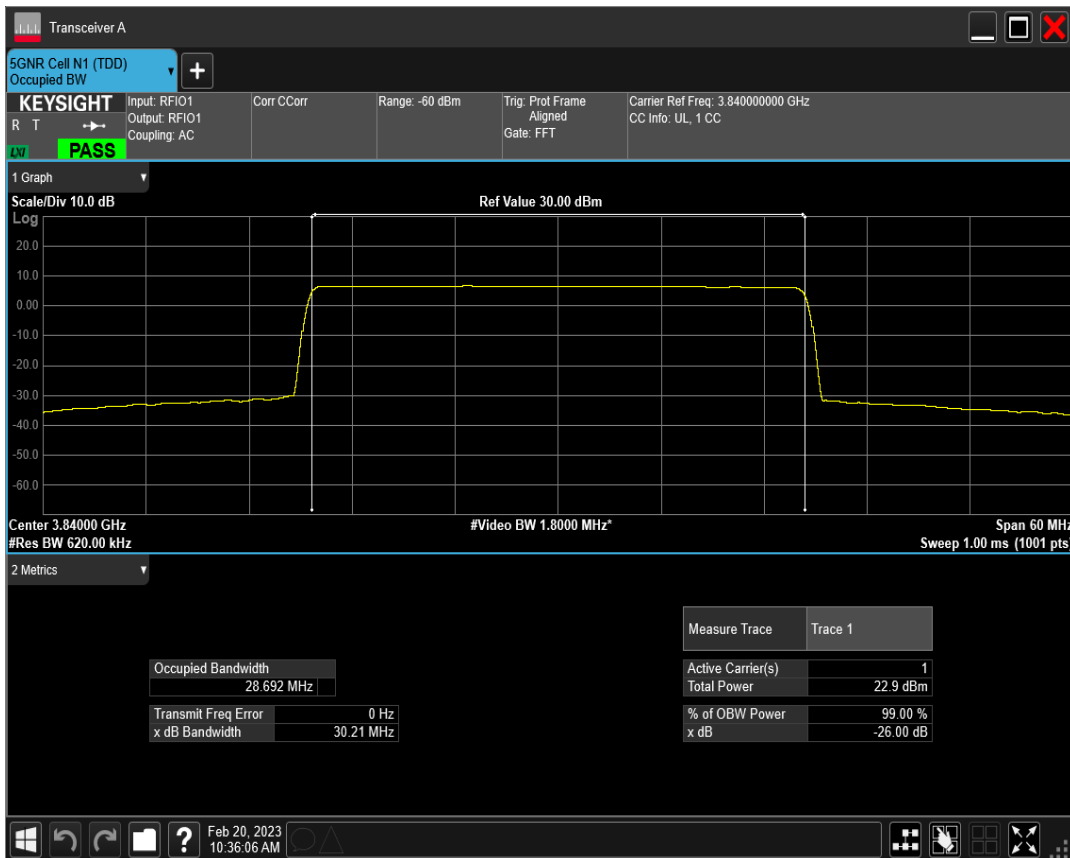 Transceiver A
5GNR Cell N1 (TDD)
Occupied BW
+
KEYSIGHT
R T
LXI
PASS
Input: RFIO1
Output: RFIO1
Coupling: AC
Corr CCorr
Range: -60 dBm
Trig: Prot Frame
Aligned
Gate: FFT
Carrier Ref Freq: 3.840000000 GHz
CC Info: UL, 1 CC
1 Graph
Scale/Div 10.0 dB
Ref Value 30.00 dBm
Log
20.0
10.0
0.00
-10.0
-20.0
-30.0
-40.0
-50.0
-60.0
Center 3.84000 GHz
#Video BW 1.8000 MHz*
Span 60 MHz
#Res BW 620.00 kHz
Sweep 1.00 ms (1001 pts)
2 Metrics
Measure Trace Trace 1
Occupied Bandwidth
28.692 MHz
Active Carrier(s) 1
Total Power 22.9 dBm
Transmit Freq Error 0 Hz
x dB Bandwidth 30.21 MHz
% of OBW Power 99.00 %
x dB -26.00 dB
?
Feb 20, 2023
10:36:06 AM